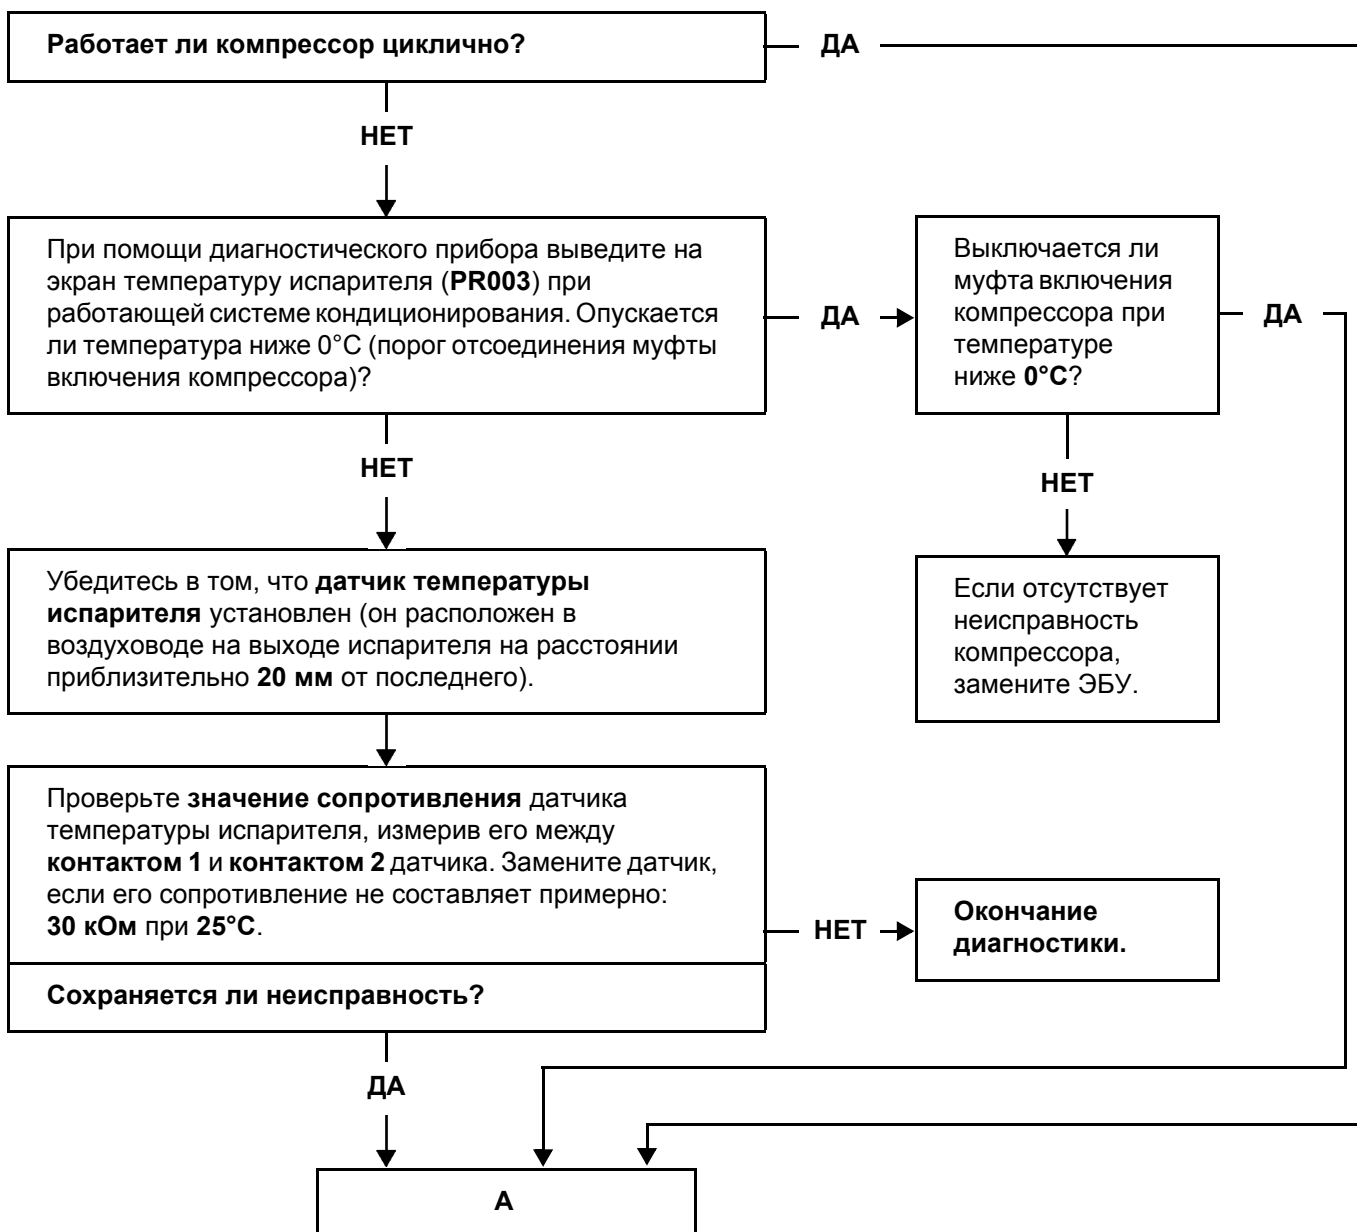 Работает ли компрессор циклично?
ДА
НЕТ
При помощи диагностического прибора выведите на
экран температуру испарителя (PR003) при
работающей системе кондиционирования. Опускается
ли температура ниже 0°C (порог отсоединения муфты
включения компрессора)?
ДА
Выключается ли
муфта включения
компрессора при
температуре
ниже 0°C?
ДА
НЕТ
НЕТ
Убедитесь в том, что датчик температуры
испарителя установлен (он расположен в
воздуховоде на выходе испарителя на расстоянии
приблизительно 20 мм от последнего).
Если отсутствует
неисправность
компрессора,
замените ЭБУ.
Проверьте значение сопротивления датчика
температуры испарителя, измерив его между
контактом 1 и контактом 2 датчика. Замените датчик,
если его сопротивление не составляет примерно:
30 кОм при 25°C.
НЕТ
Окончание
диагностики.
Сохраняется ли неисправность?
ДА
А